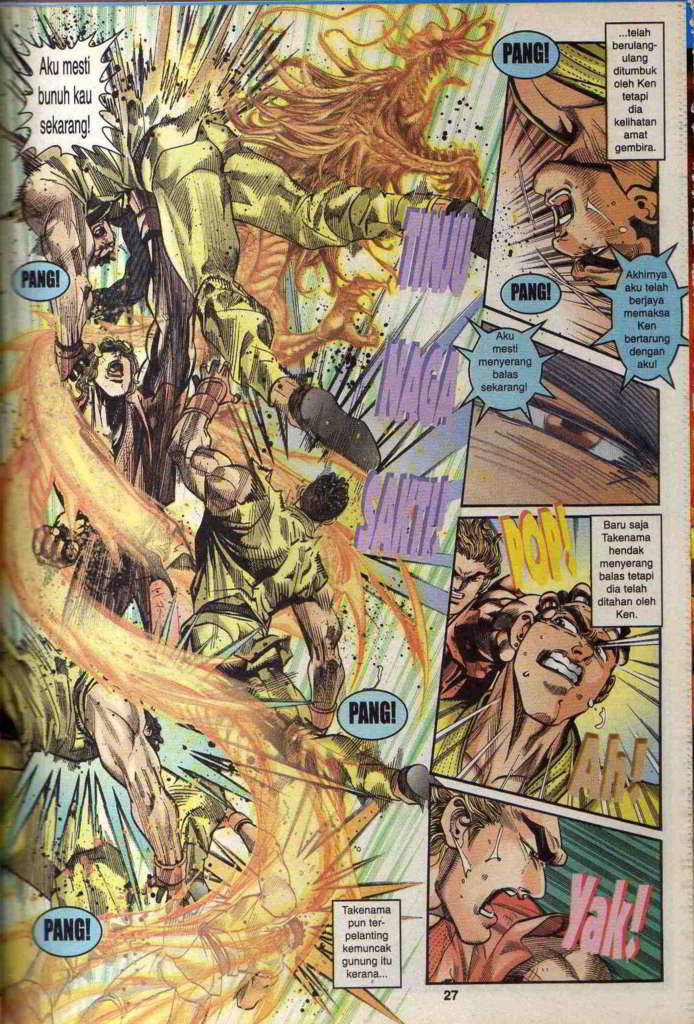 Aku mesti
bunuh kau
sekarang!
PANG!
TINJU
NAGA
SAKTI!
PANG!
PANG!
Takenama
pun ter-
pelanting
kemuncak
gunung itu
kerana...
PANG!
...telah
berulang-
ulang
ditumbuk
oleh Ken
tetapi
dia
kelihatan
amat
gembira.
PANG!
Akhirnya
aku telah
berjaya
memaksa
Ken
bertarung
dengan
aku!
Aku
mesti
menyerang
balas
sekarang!
POP!
Baru saja
Takenama
hendak
menyerang
balas tetapi
dia telah
ditahan oleh
Ken.
Ah!
Yak!
27